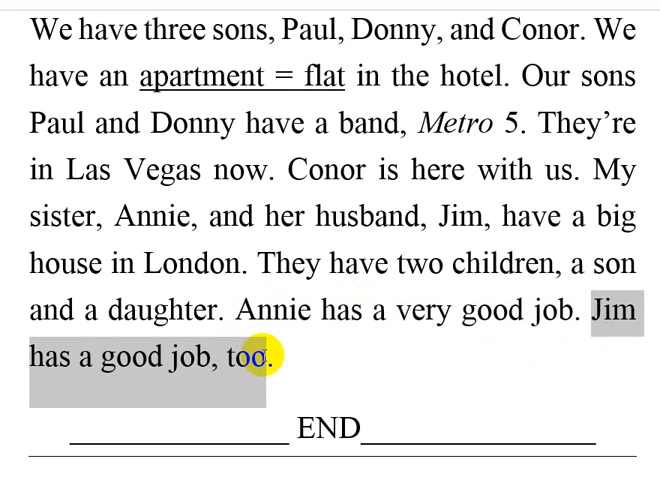 We have three sons, Paul, Donny, and Conor. We
have an apartment = flat in the hotel. Our sons
Paul and Donny have a band, Metro 5. They’re
in Las Vegas now. Conor is here with us. My
sister, Annie, and her husband, Jim, have a big
house in London. They have two children, a son
and a daughter. Annie has a very good job. Jim
has a good job, too.
END